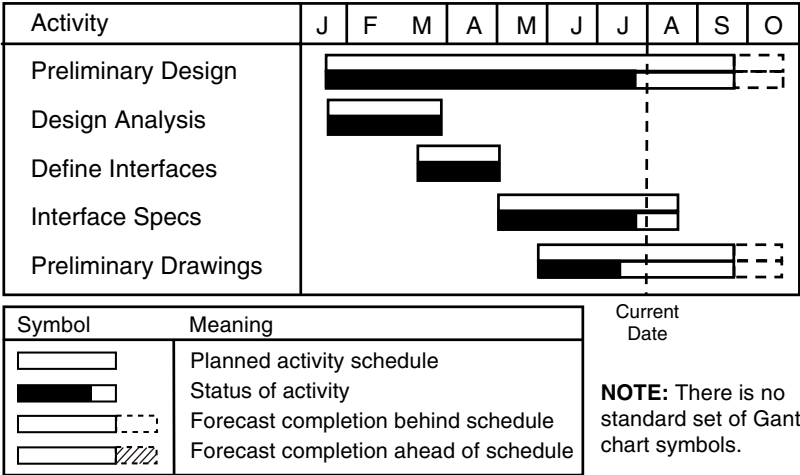 Activity J F M A M J J A S O
Preliminary Design
Design Analysis
Define Interfaces
Interface Specs
Preliminary Drawings
Current
Date
Symbol Meaning
Planned activity schedule
Status of activity
Forecast completion behind schedule
Forecast completion ahead of schedule
NOTE: There is no
standard set of Gant
chart symbols.